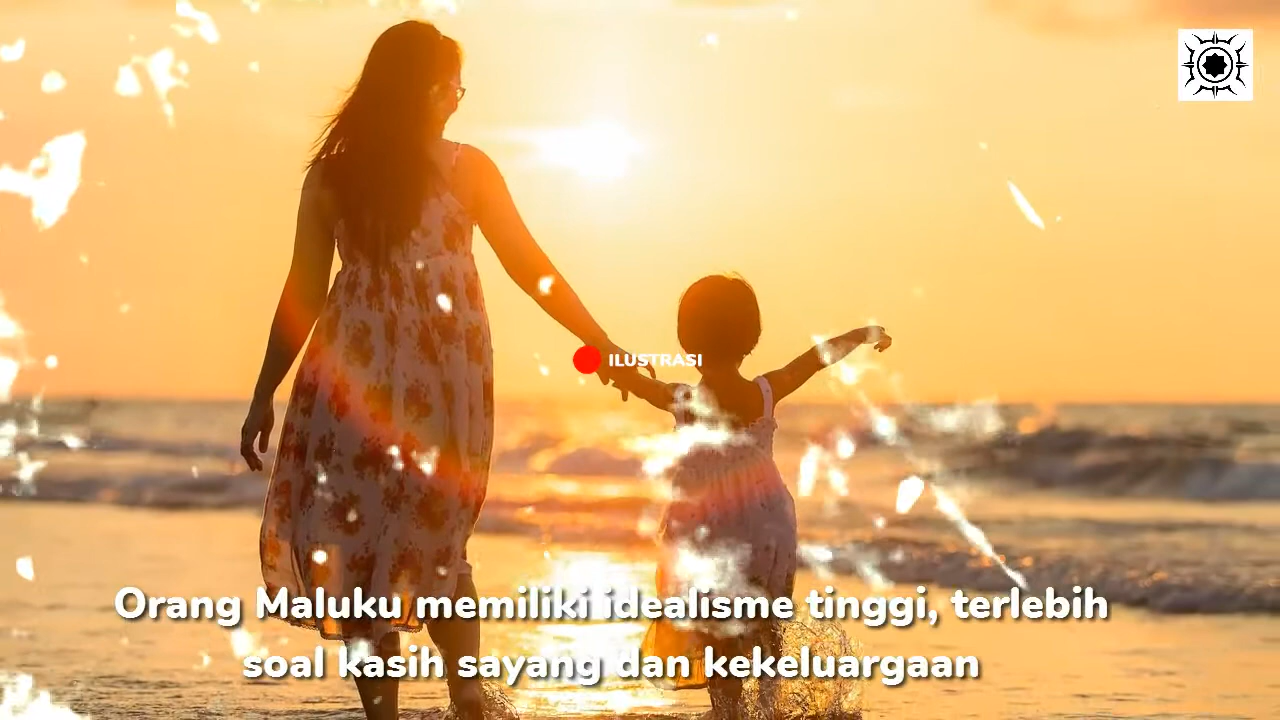 ILUSTRASI
Orang Maluku memiliki idealisme tinggi, terlebih
soal kasih sayang dan kekeluargaan